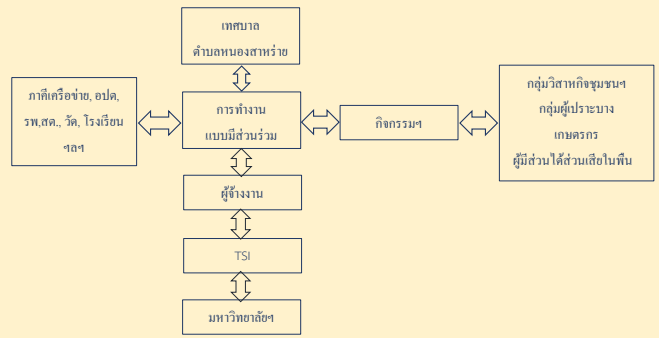 เทศบาล
ตำบลหนองสาหร่าย
ภาคีเครือข่าย, อปต,
รพ,สต., วัด, โรงเรียน
ฯลฯ
การทำงาน
แบบมีส่วนร่วม
กิจกรรมฯ
กลุ่มวิสาหกิจชุมชนฯ
กลุ่มผู้เปราะบาง
เกษตรกร
ผู้มีส่วนได้ส่วนเสียในพื้น
ผู้จ้างงาน
TSI
มหาวิทยาลัยฯ